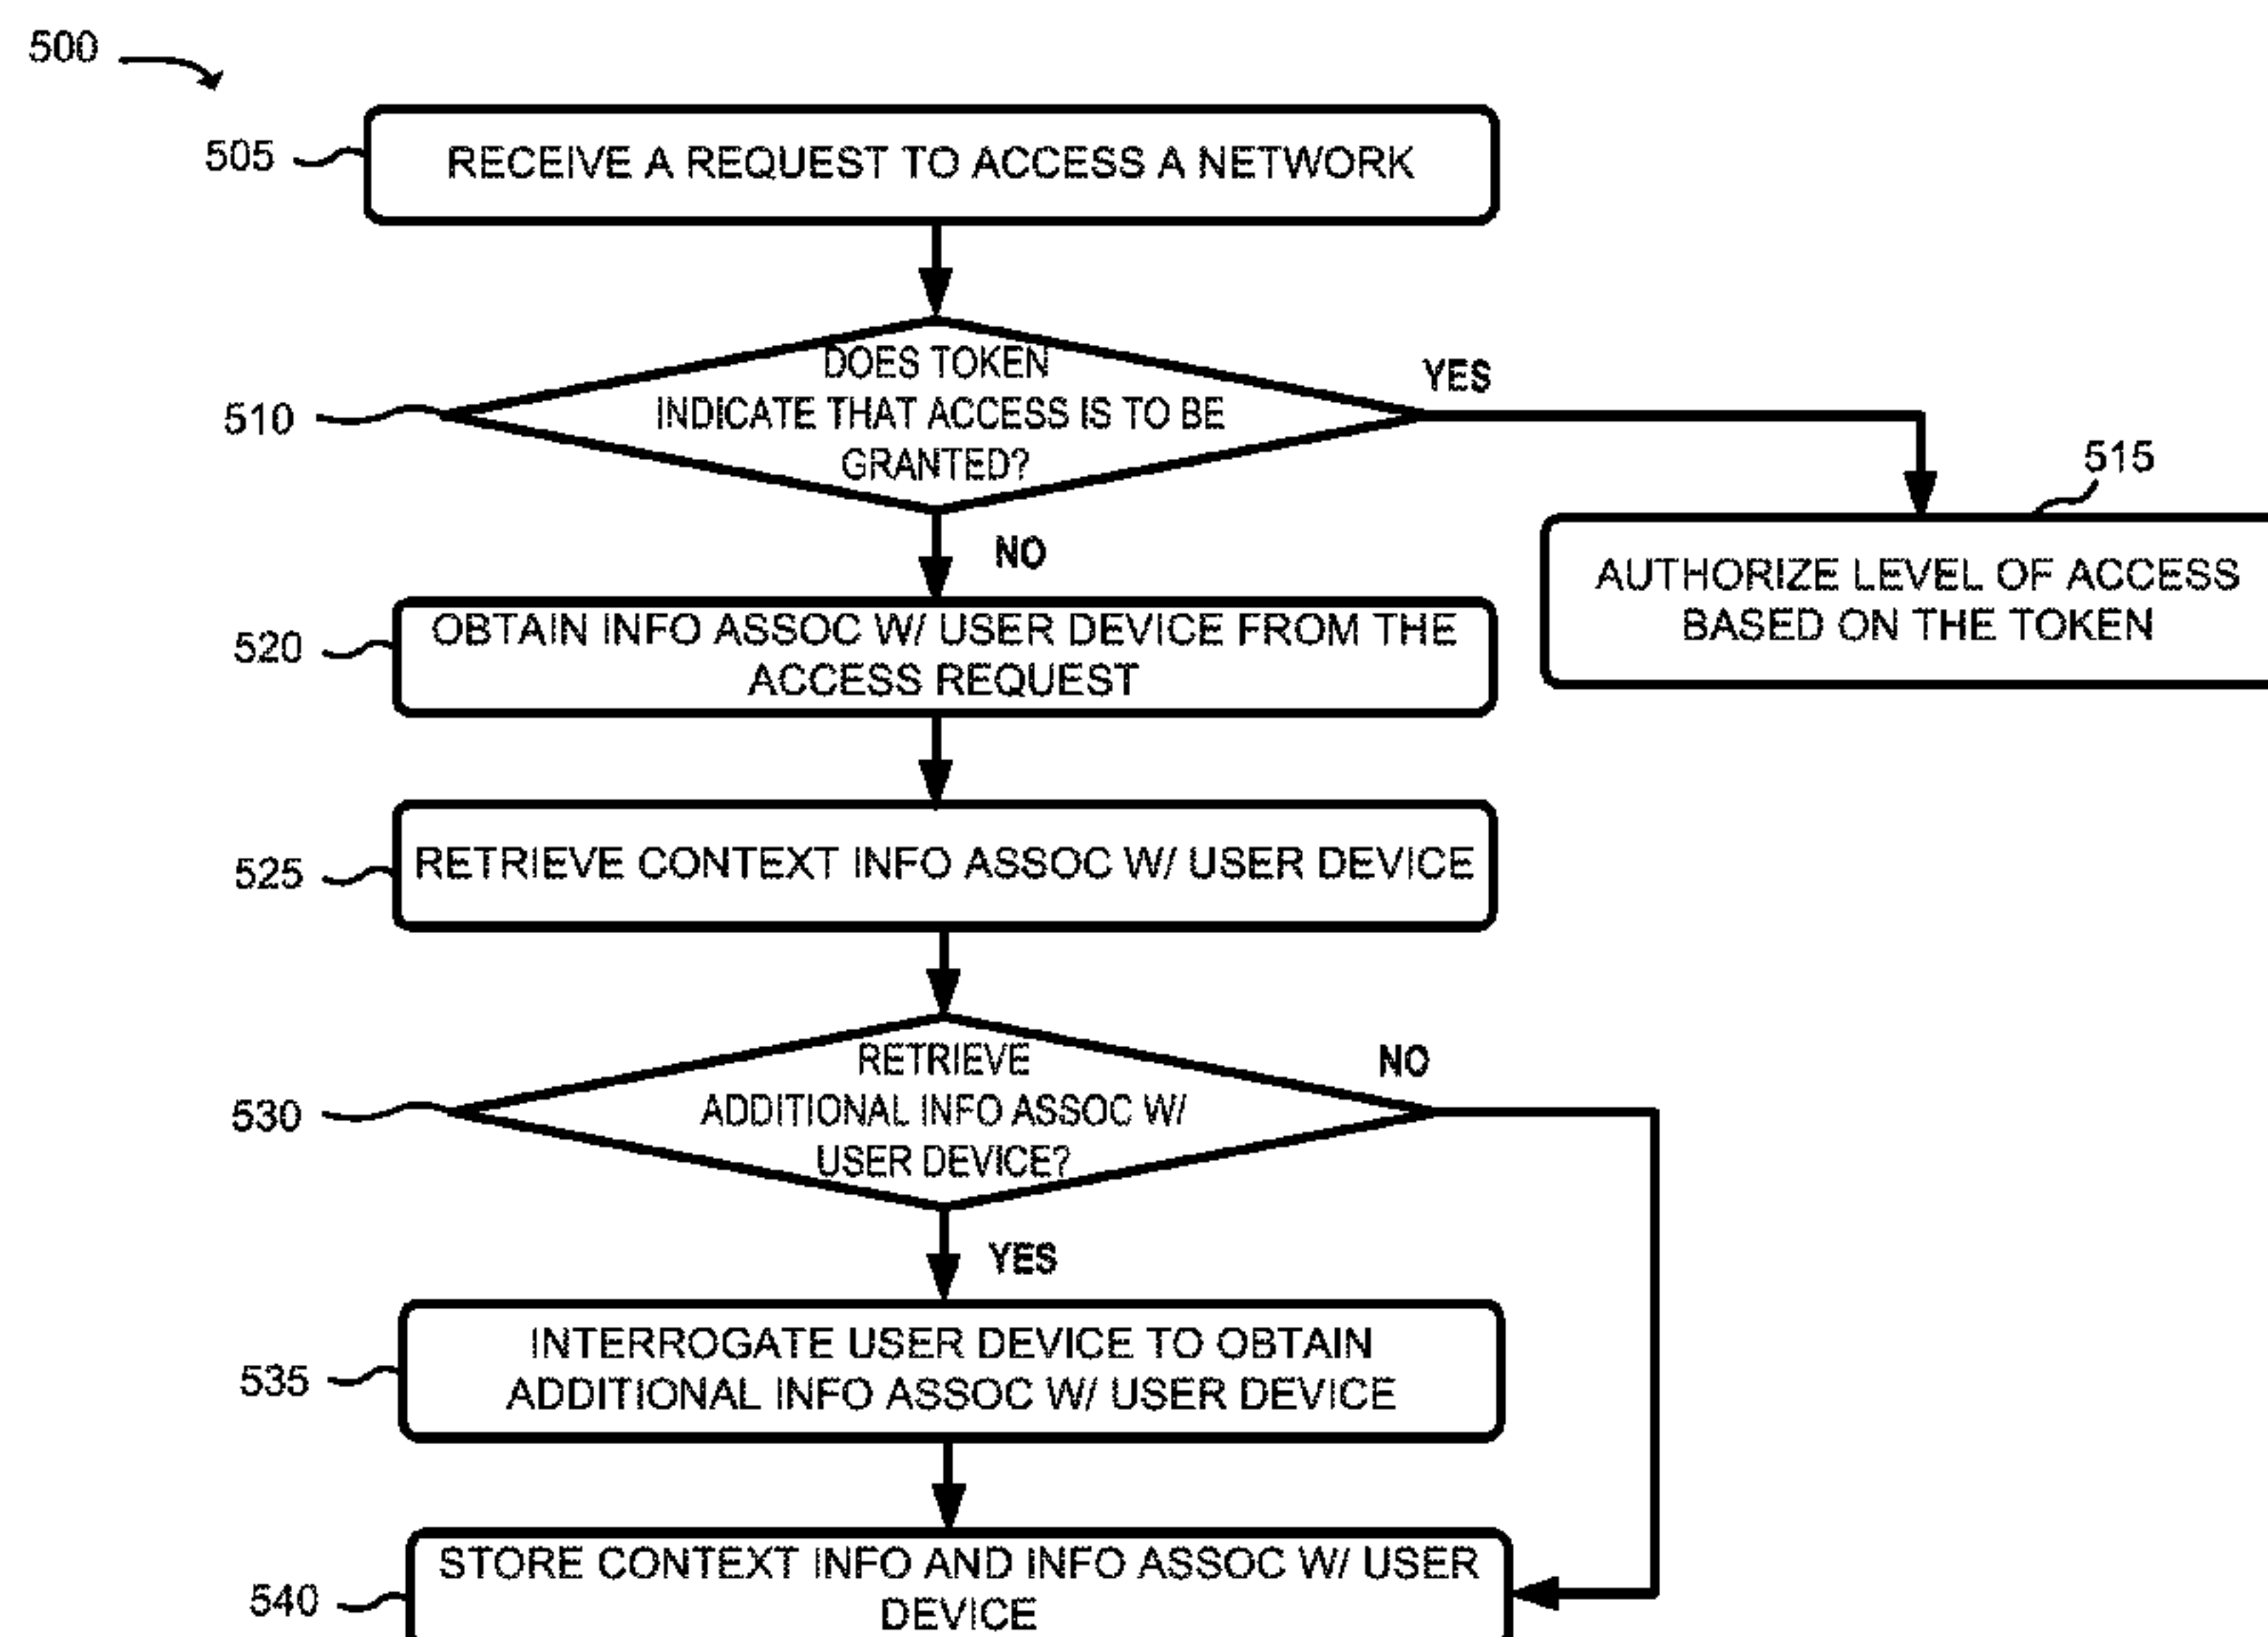 500
505
RECEIVE A REQUEST TO ACCESS A NETWORK
DOES TOKEN
INDICATE THAT ACCESS IS TO BE
GRANTED?
YES
510
515
NO
AUTHORIZE LEVEL OF ACCESS
BASED ON THE TOKEN
520
OBTAIN INFO ASSOC W/ USER DEVICE FROM THE
ACCESS REQUEST
525
RETRIEVE CONTEXT INFO ASSOC W/ USER DEVICE
RETRIEVE
ADDITIONAL INFO ASSOC W/
USER DEVICE?
NO
530
YES
535
INTERROGATE USER DEVICE TO OBTAIN
ADDITIONAL INFO ASSOC W/ USER DEVICE
540
STORE CONTEXT INFO AND INFO ASSOC W/ USER
DEVICE